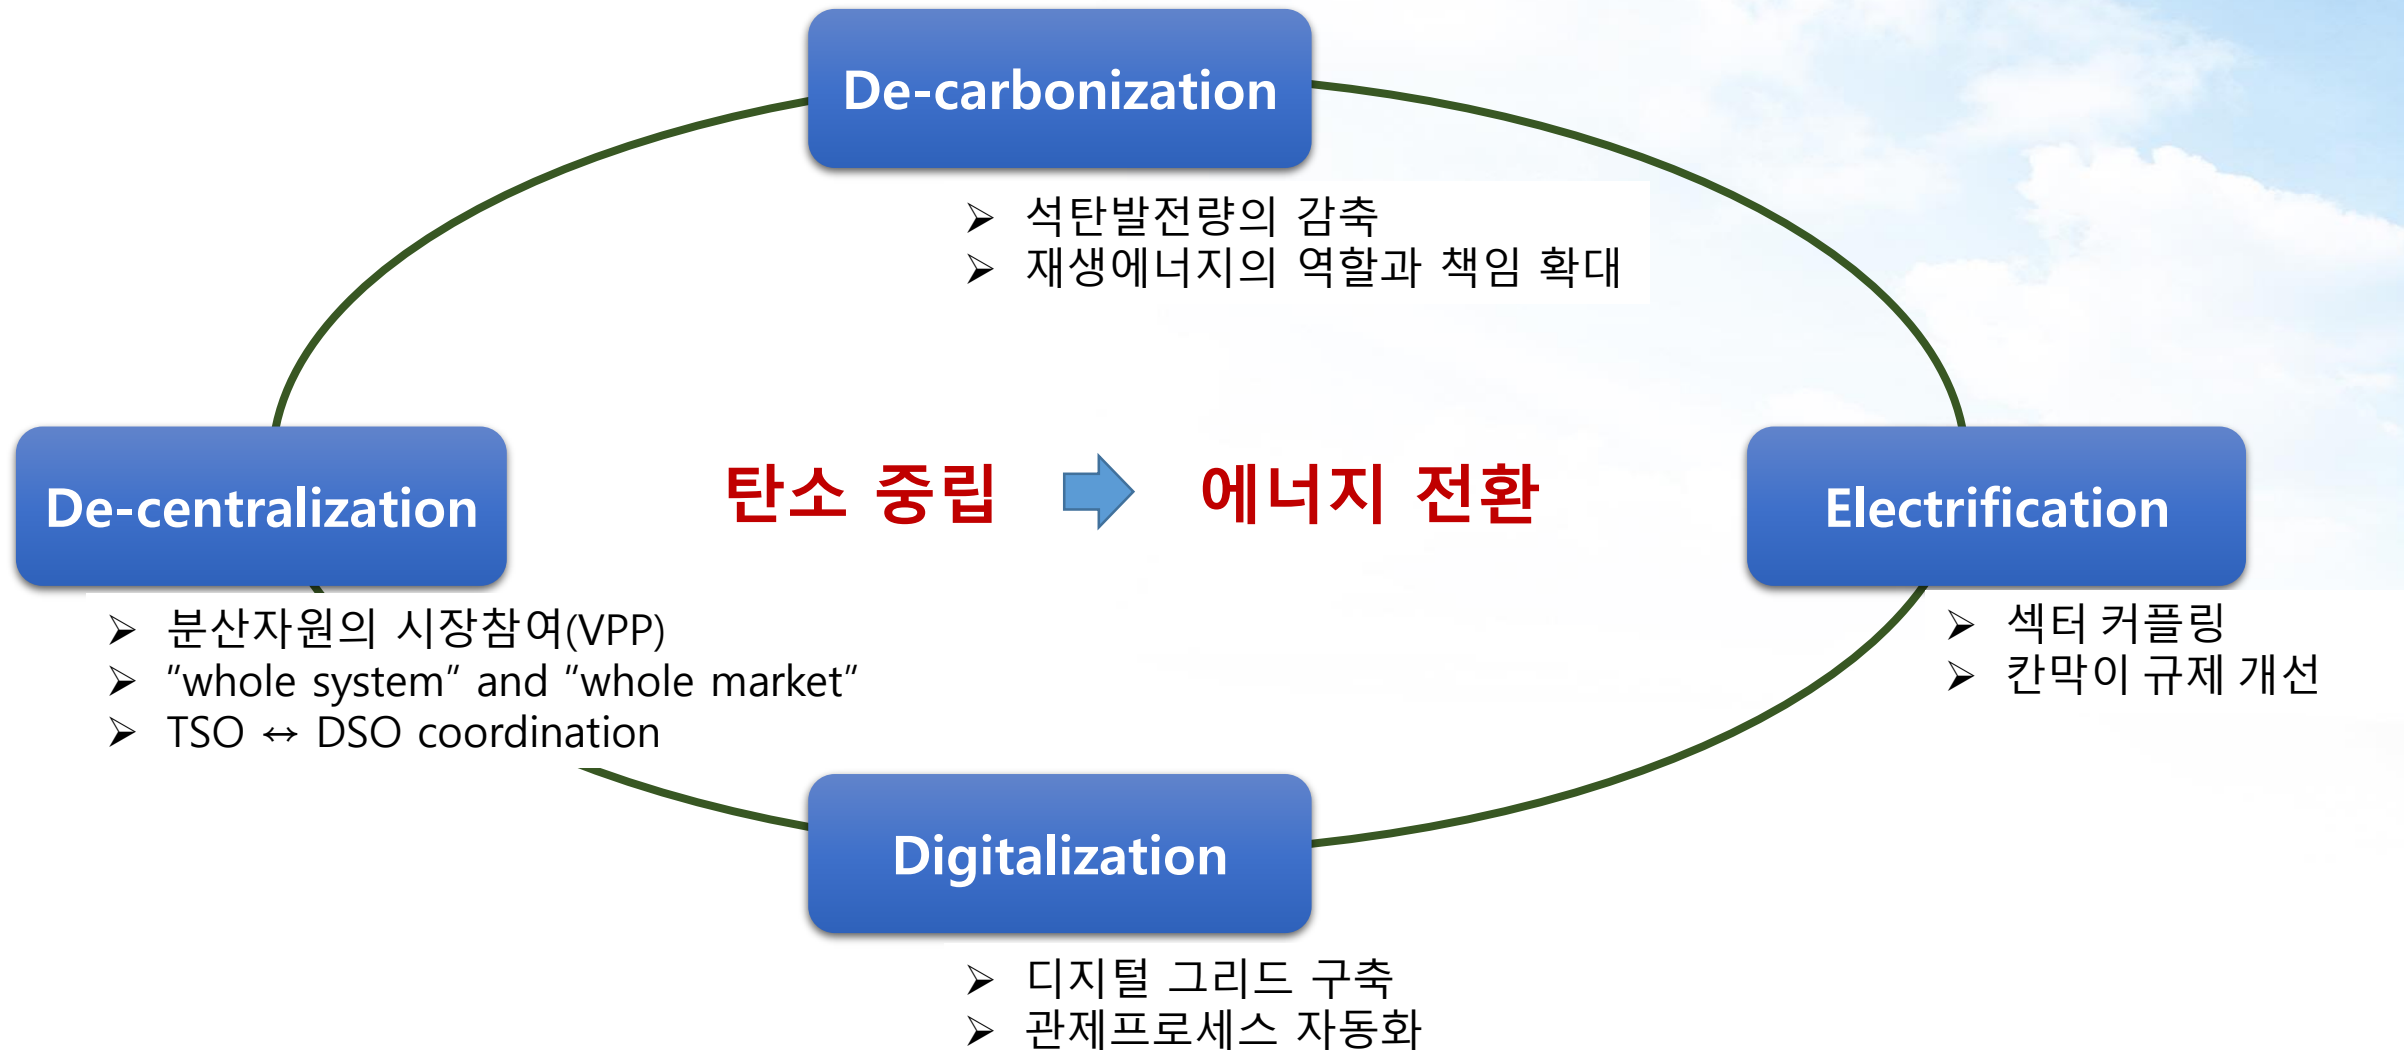 De-carbonization
➢ 석탄발전량의 감축
➢ 재생에너지의 역할과 책임 확대
De-centralization
탄소 중립 에너지 전환
Electrification
➢ 분산자원의 시장참여(VPP)
➢ "whole system" and "whole market"
➢ TSO ↔ DSO coordination
➢ 섹터 커플링
➢ 칸막이 규제 개선
Digitalization
➢ 디지털 그리드 구축
➢ 관제프로세스 자동화